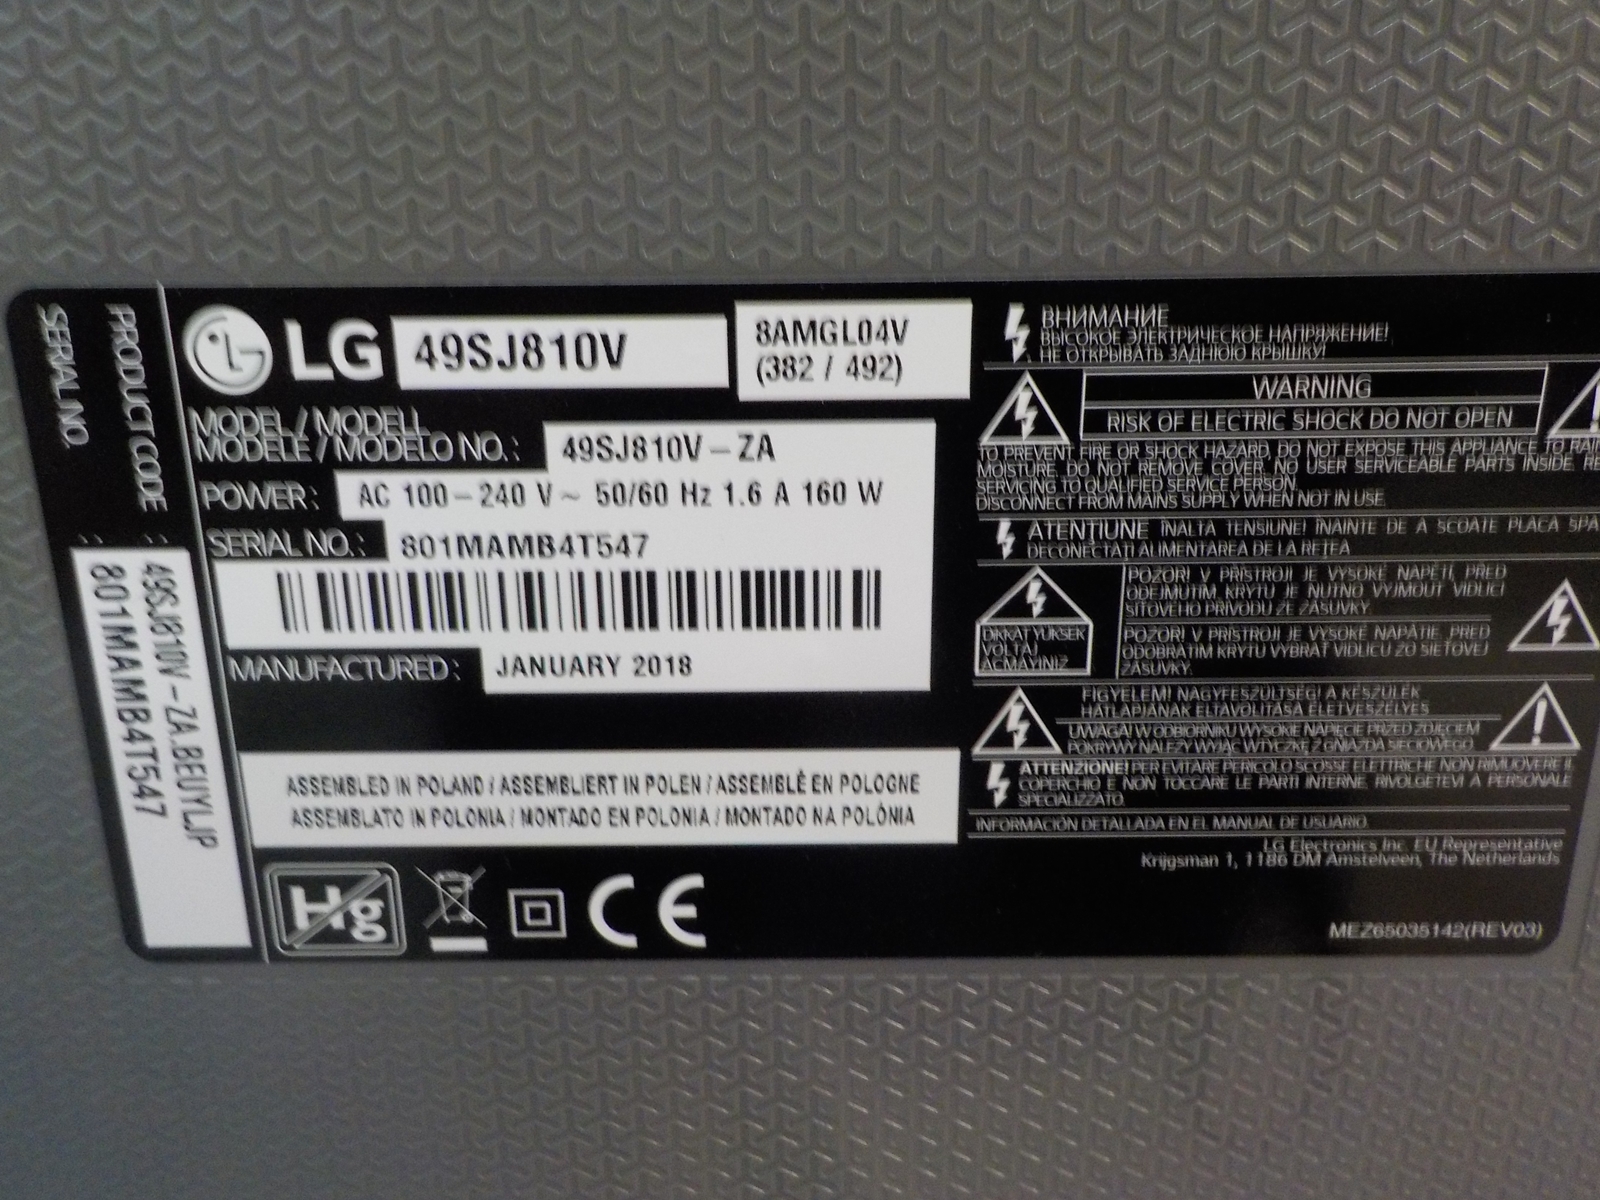 PRODUCT CODE : 49SJ810V-ZA.BEUYLJP
SERIAL NO. : 801MAMB4T547
LG 49SJ810V
8AMGL04V
(382 / 492)
MODEL / MODELL
MODÈLE / MODELO NO. : 49SJ810V-ZA
POWER : AC 100-240 V ~ 50/60 Hz 1.6 A 160 W
SERIAL NO. : 801MAMB4T547
MANUFACTURED : JANUARY 2018
ASSEMBLED IN POLAND / ASSEMBLIERT IN POLEN / ASSEMBLÉ EN POLOGNE
ASSEMBLATO IN POLONIA / MONTADO EN POLONIA / MONTADO NA POLÓNIA
Hg
CE
ВНИМАНИЕ
ВЫСОКОЕ ЭЛЕКТРИЧЕСКОЕ НАПРЯЖЕНИЕ!
НЕ ОТКРЫВАТЬ ЗАДНЮЮ КРЫШКУ!
WARNING
RISK OF ELECTRIC SHOCK DO NOT OPEN
TO PREVENT FIRE OR SHOCK HAZARD, DO NOT EXPOSE THIS APPLIANCE TO RAIN
MOISTURE. DO NOT REMOVE COVER. NO USER SERVICEABLE PARTS INSIDE. RE
SERVICING TO QUALIFIED SERVICE PERSON.
DISCONNECT FROM MAINS SUPPLY WHEN NOT IN USE.
ATENŢIUNE ÎNALTA TENSIUNE! ÎNAINTE DE A SCOATE PLACA SPA
DECONECTAŢI ALIMENTAREA DE LA REŢEA
DIKKAT YÜKSEK
VOLTAJ
AÇMAYINIZ
POZOR! V PŘÍSTROJI JE VYSOKÉ NAPĚTÍ, PŘED
ODEJMUTÍM KRYTU JE NUTNO VYJMOUT VIDLICI
SÍŤOVÉHO PŘÍVODU ZE ZÁSUVKY.
POZOR! V PRÍSTROJI JE VYSOKÉ NAPÄTIE, PRED
ODOBRATÍM KRYTU VYBRAŤ VIDLICU ZO SIEŤOVEJ
ZÁSUVKY.
FIGYELEM! NAGYFESZÜLTSÉG! A KÉSZÜLÉK
HÁTLAPJÁNAK ELTÁVOLÍTÁSA ÉLETVESZÉLYES
UWAGA! W ODBIORNIKU WYSOKIE NAPIĘCIE PRZED ZDJĘCIEM
POKRYWY NALEŻY WYJĄĆ WTYCZKĘ Z GNIAZDA SIECIOWEGO
ATTENZIONE! PER EVITARE PERICOLO SCOSSE ELETTRICHE NON RIMUOVERE IL
COPERCHIO E NON TOCCARE LE PARTI INTERNE, RIVOLGETEVI A PERSONALE
SPECIALIZZATO.
INFORMACIÓN DETALLADA EN EL MANUAL DE USUARIO.
LG Electronics Inc. EU Representative
Krijgsman 1, 1186 DM Amstelveen, The Netherlands
MEZ65035142(REV03)